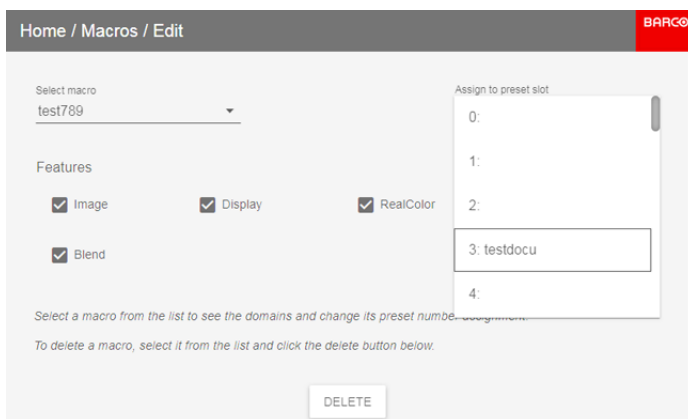 Home / Macros / Edit
BARCO
Select macro
test789
Assign to preset slot
0:
1:
2:
3: testdocu
4:
Features
Image
Display
RealColor
Blend
Select a macro from the list to see the domains and change its preset number assignment.
To delete a macro, select it from the list and click the delete button below.
DELETE